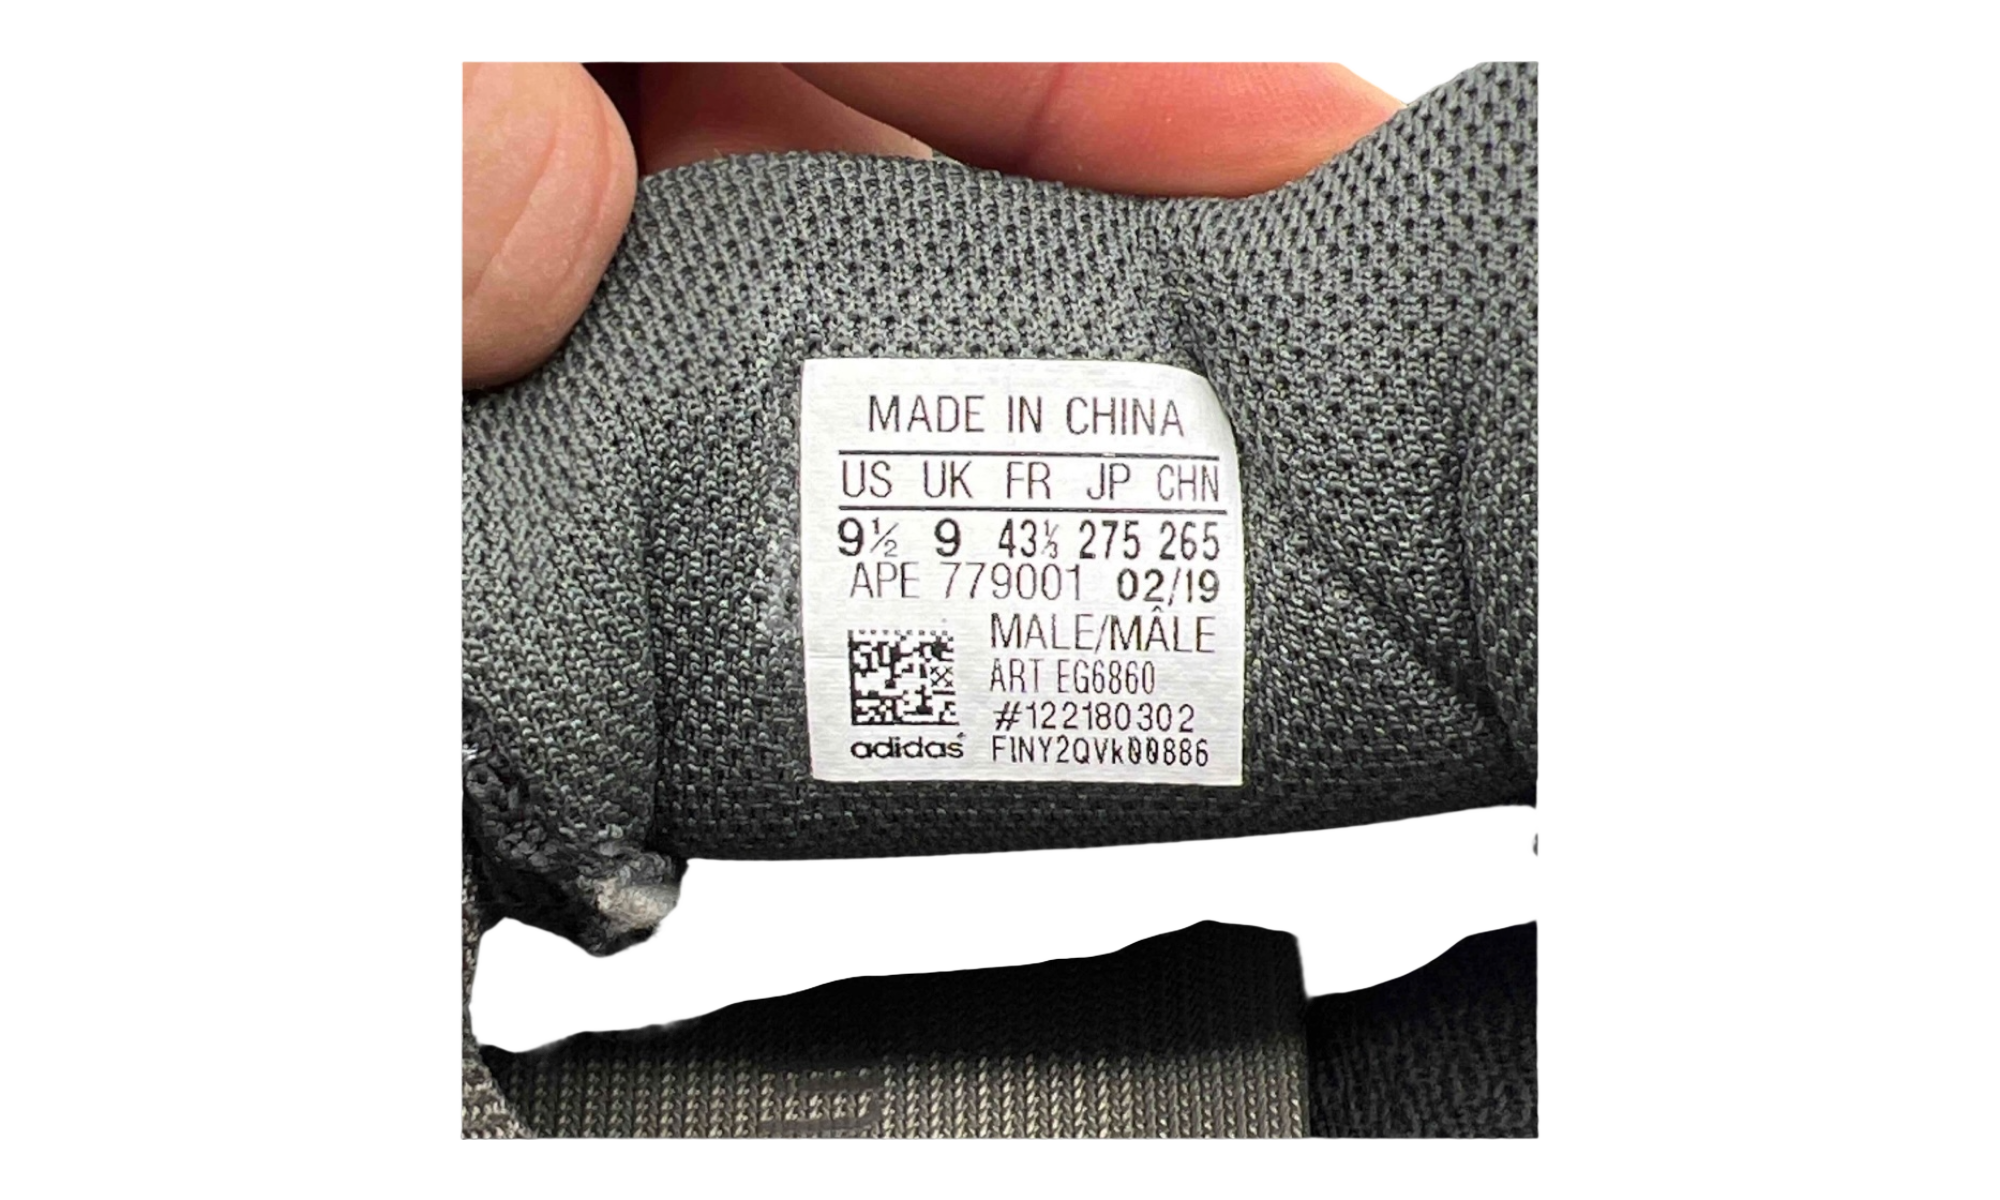 MADE IN CHINA
US UK FR JP CHN
9½ 9 43⅓ 275 265
APE 779001 02/19
MALE/MÂLE
ART EG6860
#122180302
adidas® FINY2QVk00886